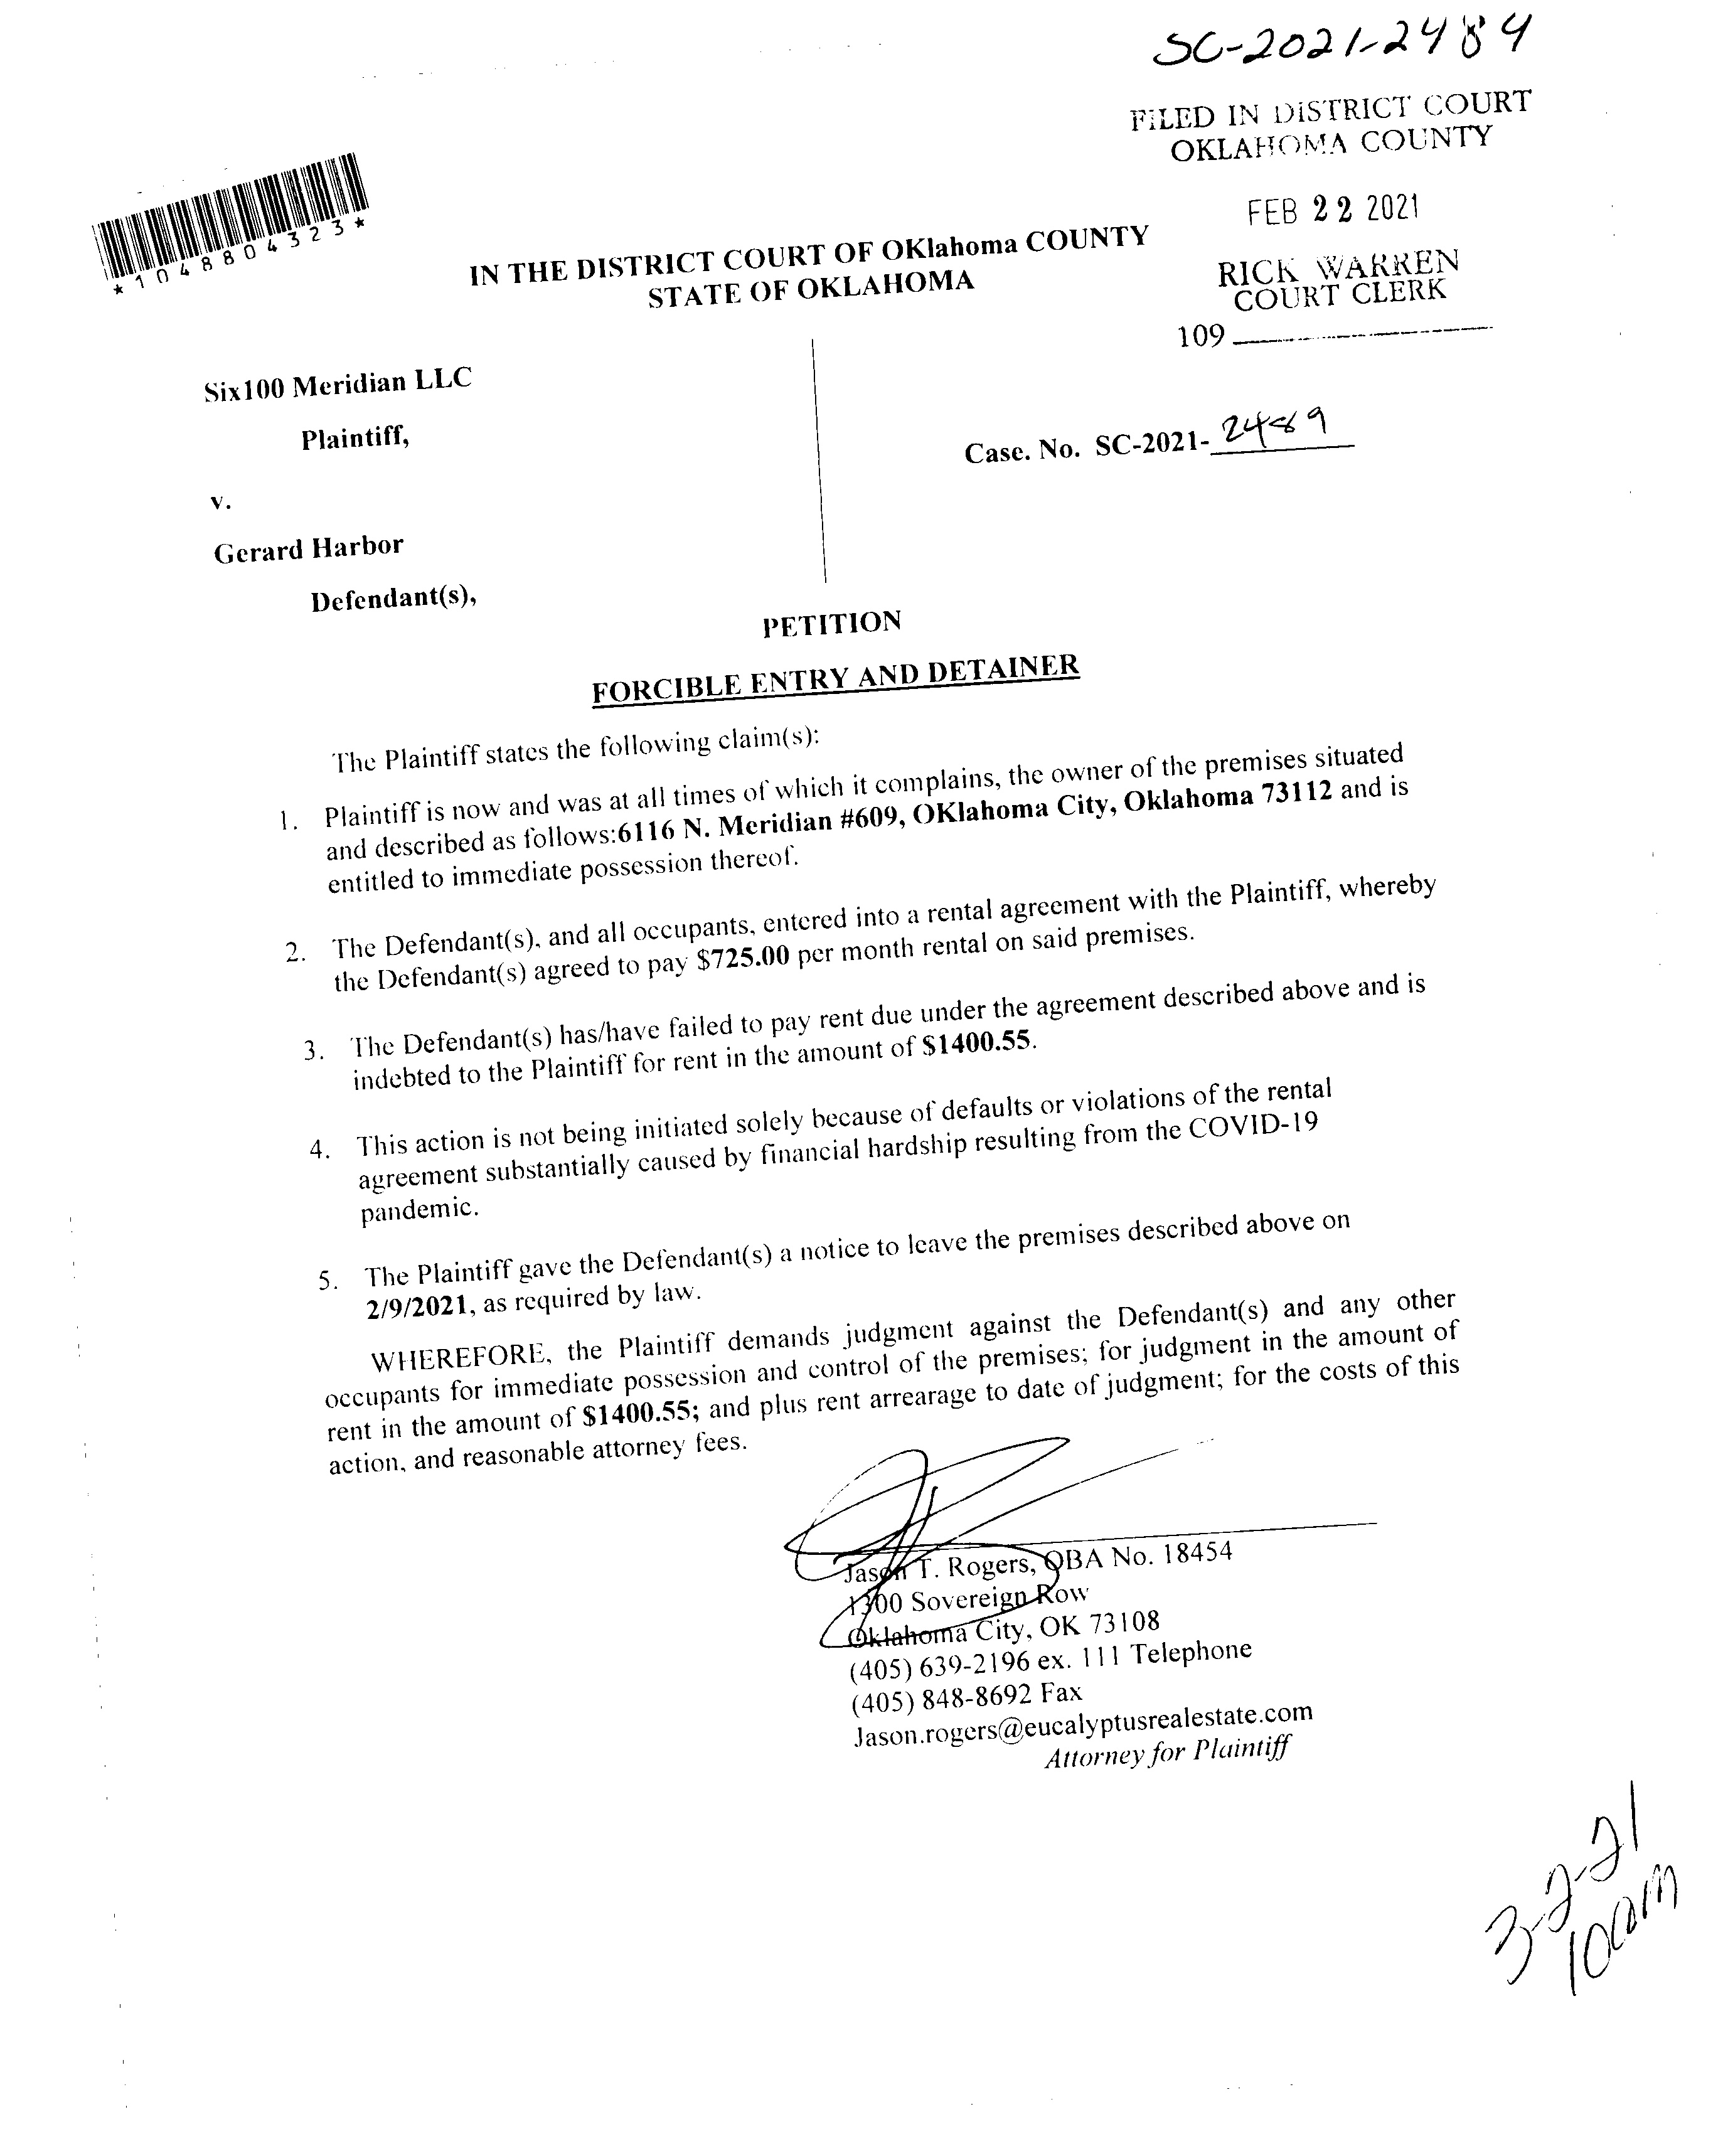 SC-2021-2484
FILED IN DISTRICT COURT
OKLAHOMA COUNTY
FEB 22 2021
RICK WARREN
COURT CLERK
109
*1048804323*
IN THE DISTRICT COURT OF OKlahoma COUNTY
STATE OF OKLAHOMA
Six100 Meridian LLC
Plaintiff,
v.
Gerard Harbor
Defendant(s),
Case. No. SC-2021-2489
PETITION
FORCIBLE ENTRY AND DETAINER
The Plaintiff states the following claim(s):
1. Plaintiff is now and was at all times of which it complains, the owner of the premises situated
and described as follows:6116 N. Meridian #609, OKlahoma City, Oklahoma 73112 and is
entitled to immediate possession thereof.
2. The Defendant(s), and all occupants, entered into a rental agreement with the Plaintiff, whereby
the Defendant(s) agreed to pay $725.00 per month rental on said premises.
3. The Defendant(s) has/have failed to pay rent due under the agreement described above and is
indebted to the Plaintiff for rent in the amount of $1400.55.
4. This action is not being initiated solely because of defaults or violations of the rental
agreement substantially caused by financial hardship resulting from the COVID-19
pandemic.
5. The Plaintiff gave the Defendant(s) a notice to leave the premises described above on
2/9/2021, as required by law.
WHEREFORE, the Plaintiff demands judgment against the Defendant(s) and any other
occupants for immediate possession and control of the premises; for judgment in the amount of
rent in the amount of $1400.55; and plus rent arrearage to date of judgment; for the costs of this
action, and reasonable attorney fees.
Jason T. Rogers, OBA No. 18454
1300 Sovereign Row
Oklahoma City, OK 73108
(405) 639-2196 ex. 111 Telephone
(405) 848-8692 Fax
Jason.rogers@eucalyptusrealestate.com
Attorney for Plaintiff
3-2-21
10am